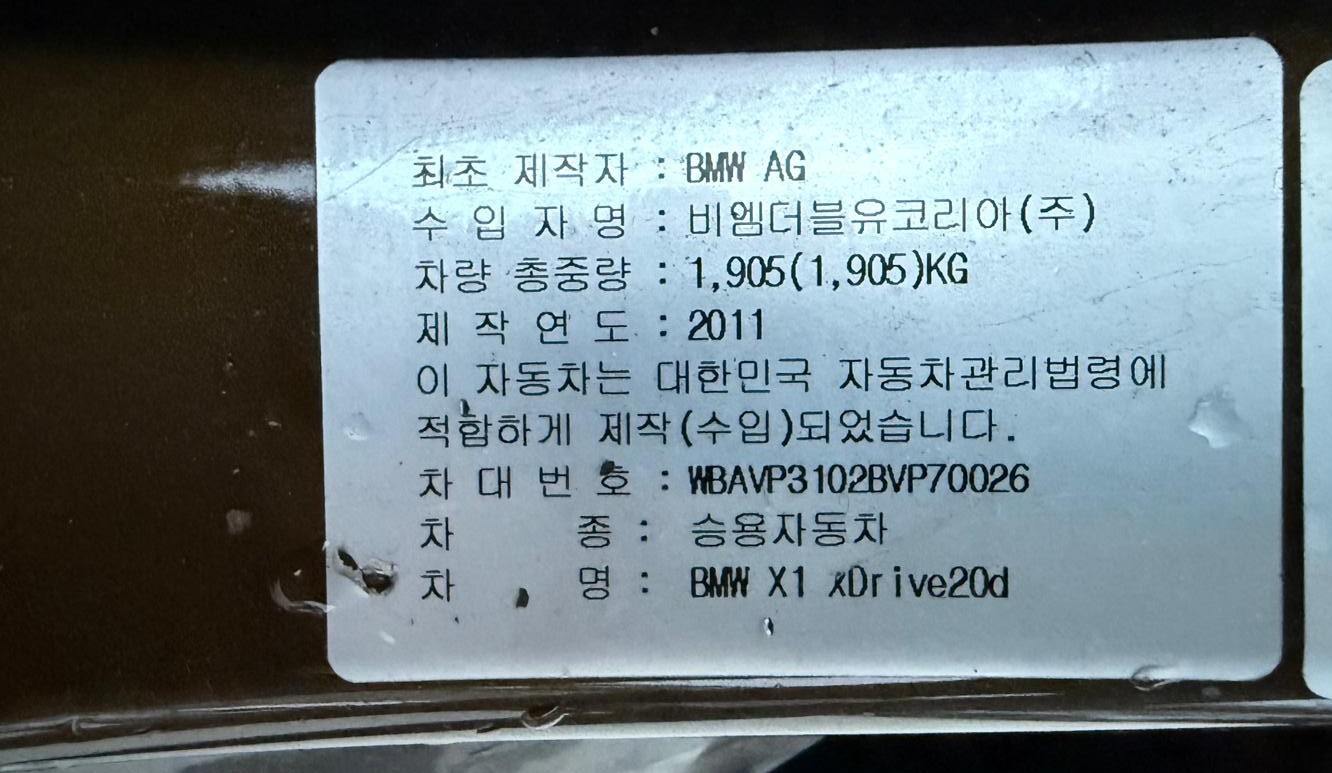 최초 제작자 : BMW AG
수 입 자 명 : 비엠더블유코리아(주)
차량 총중량 : 1,905(1,905)KG
제 작 연 도 : 2011
이 자동차는 대한민국 자동차관리법령에
적합하게 제작(수입)되었습니다.
차 대 번 호 : WBAVP3102BVP70026
차 종 : 승용자동차
차 명 : BMW X1 xDrive20d